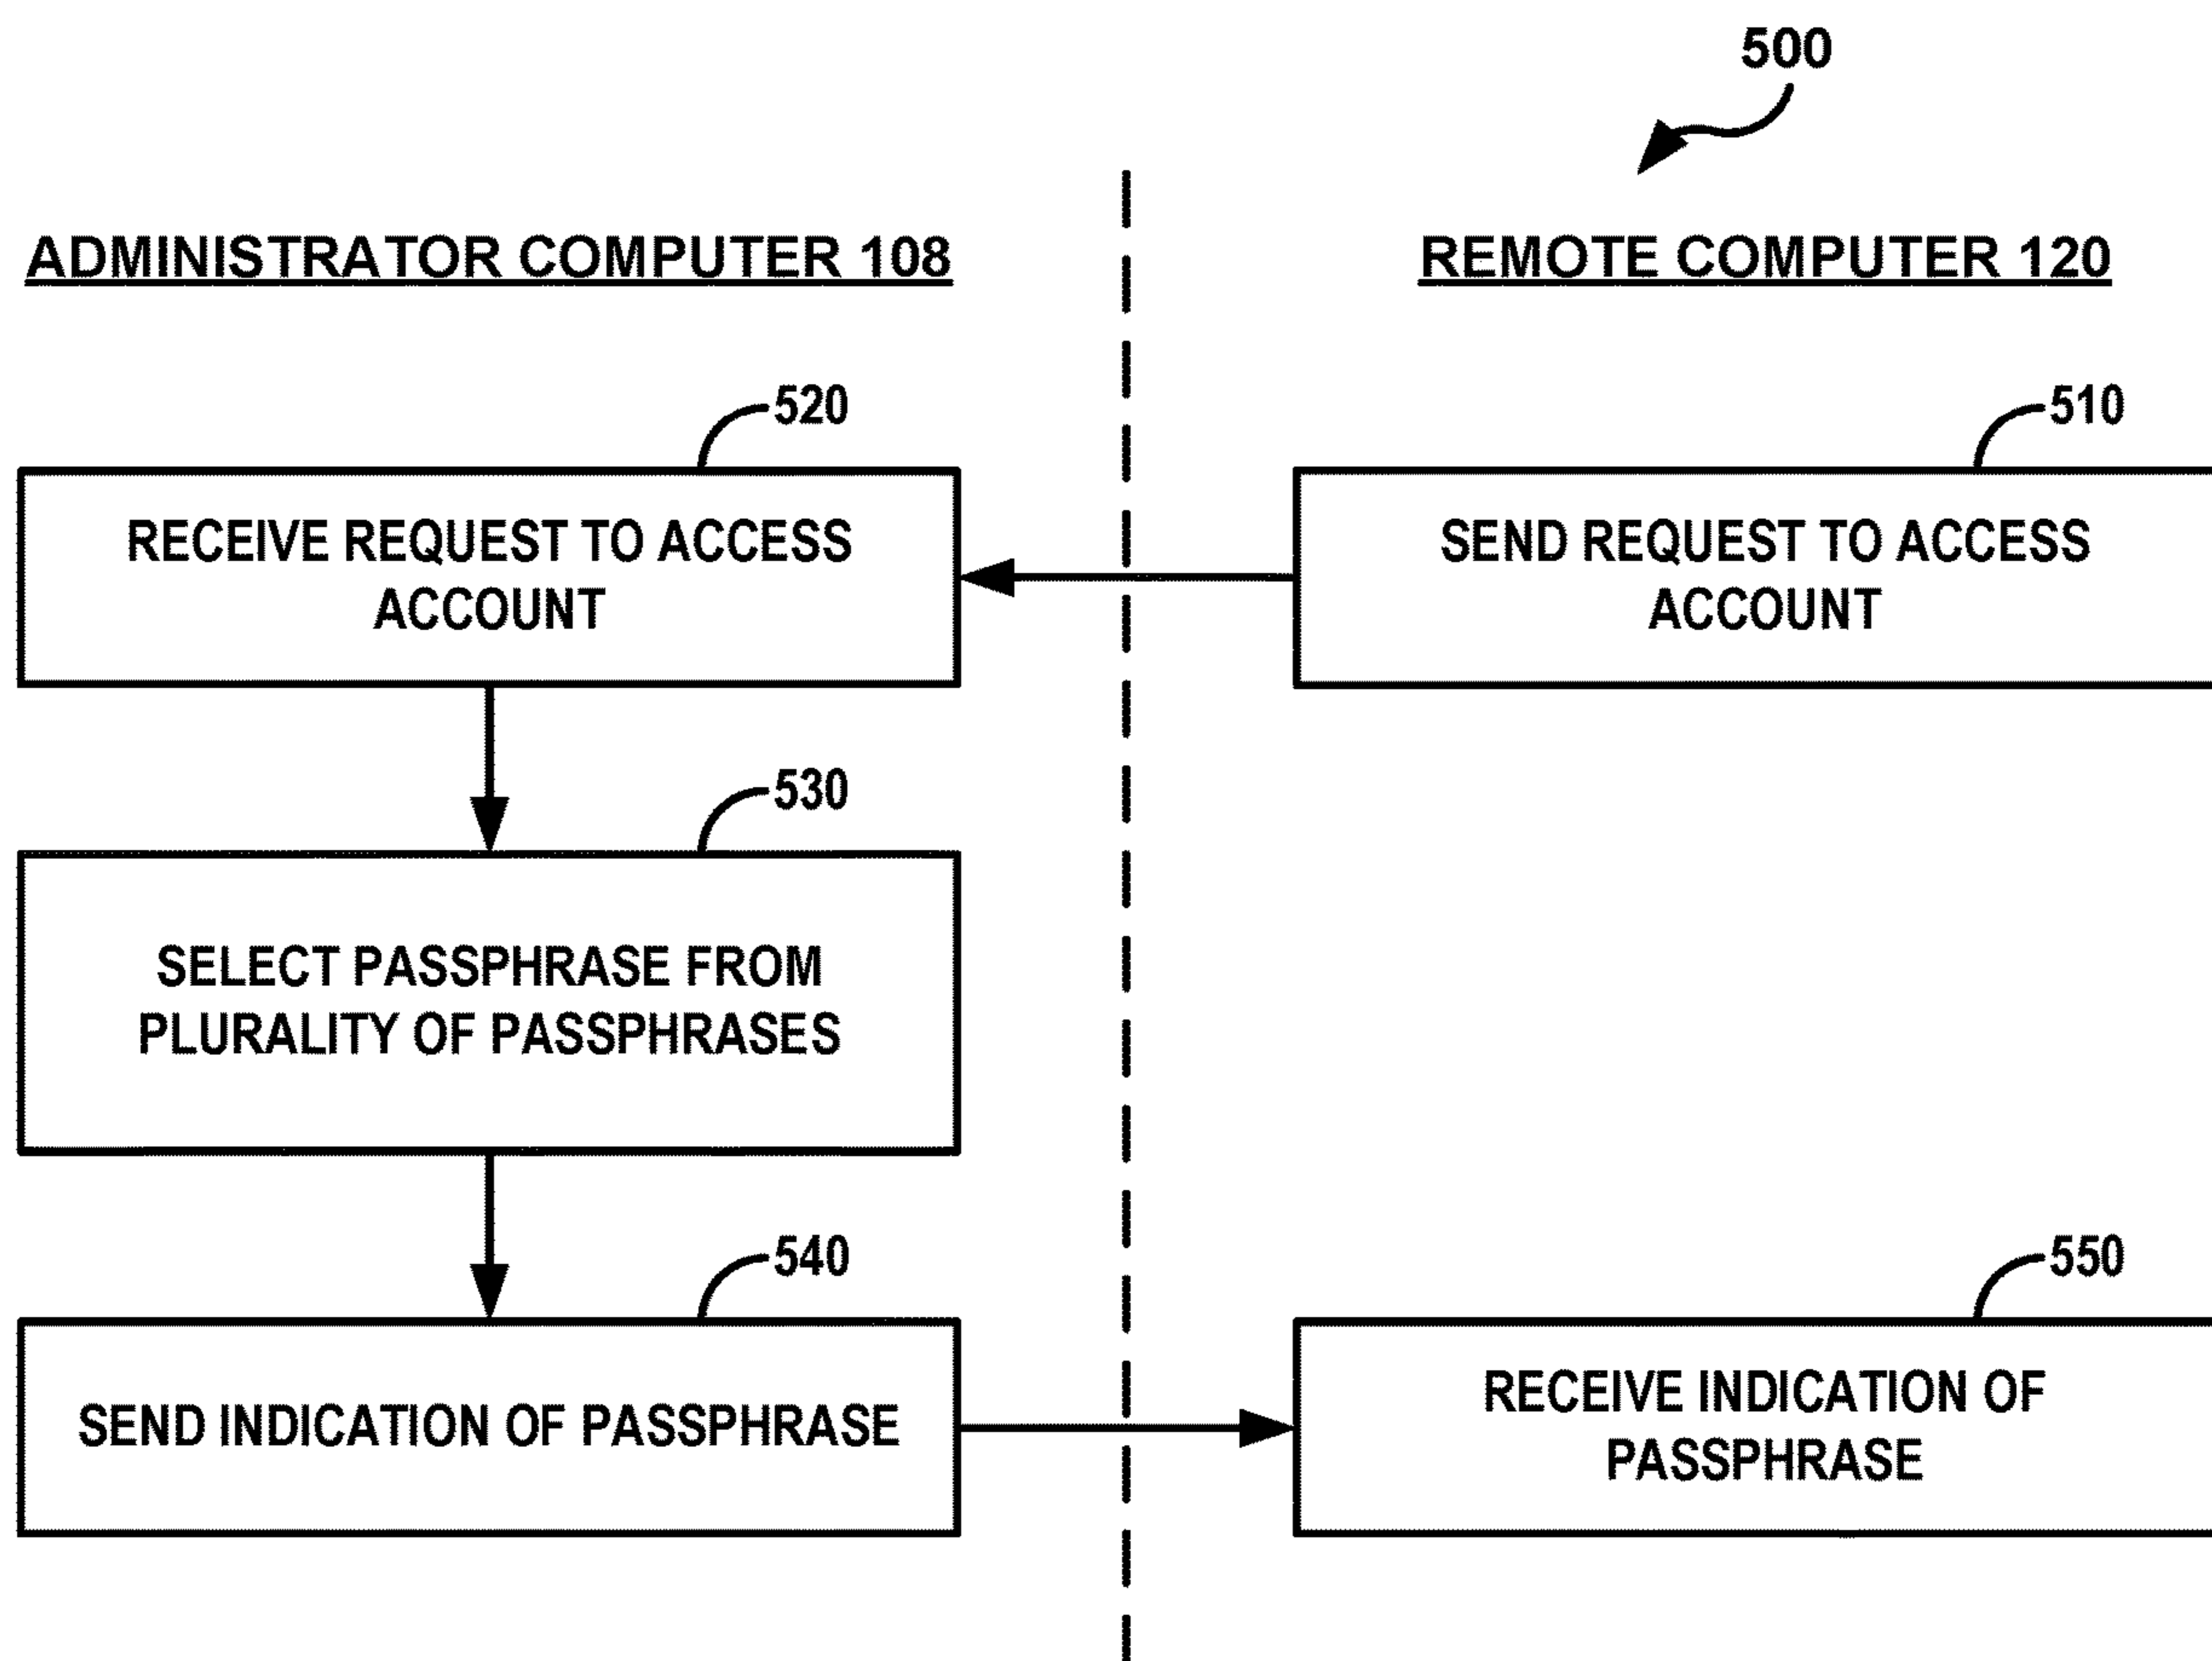 500
ADMINISTRATOR COMPUTER 108
REMOTE COMPUTER 120
520
510
RECEIVE REQUEST TO ACCESS
ACCOUNT
SEND REQUEST TO ACCESS
ACCOUNT
530
SELECT PASSPHRASE FROM
PLURALITY OF PASSPHRASES
540
550
SEND INDICATION OF PASSPHRASE
RECEIVE INDICATION OF
PASSPHRASE